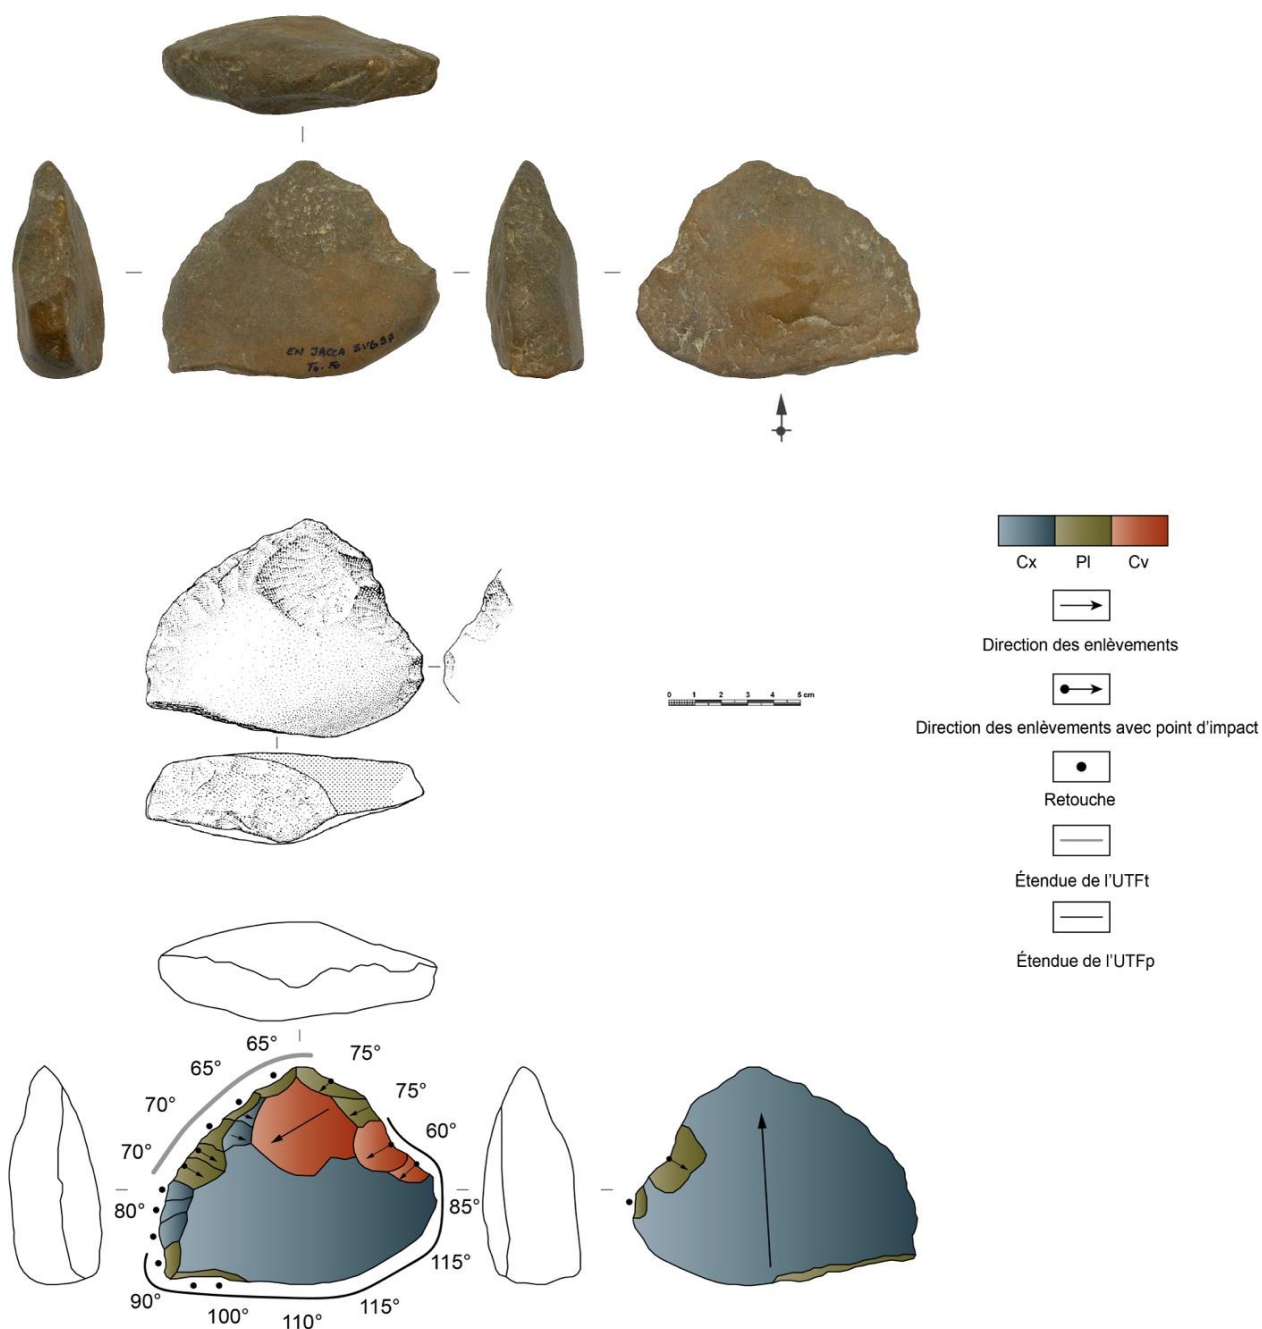 EN JACCA SV697
Cx Pl Cv
Direction des enlèvements
0 1 2 3 4 5 cm
Direction des enlèvements avec point d'impact
Retouche
Étendue de l'UTFt
Étendue de l'UTFp
65°
65°
75°
70°
75°
70°
60°
80°
85°
115°
90°
100°
110°
115°